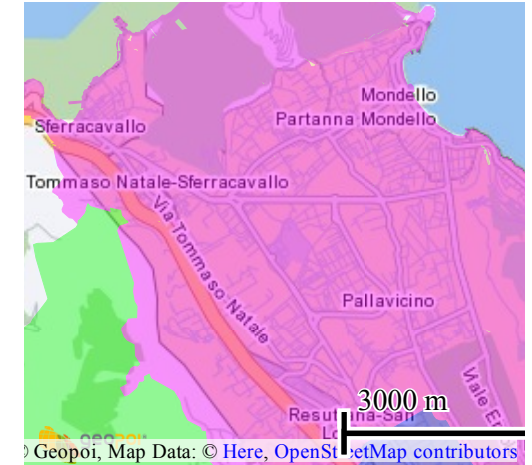 Mondello
Partanna Mondello
Sferracavallo
Tommaso Natale-Sferracavallo
Via Tommaso Natale
Pallavicino
3000 m
Viale
geopoi
Geopoi, Map Data: © Here, OpenStreetMap contributors